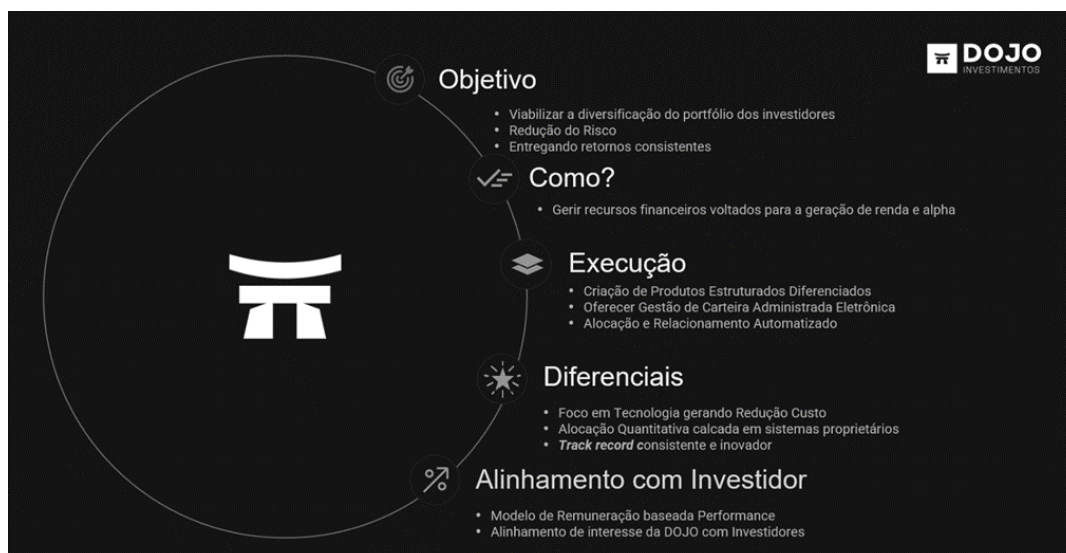 DOJO
INVESTIMENTOS
Objetivo
• Viabilizar a diversificação do portfólio dos investidores
• Redução do Risco
• Entregando retornos consistentes
Como?
• Gerir recursos financeiros voltados para a geração de renda e alpha
Execução
• Criação de Produtos Estruturados Diferenciados
• Oferecer Gestão de Carteira Administrada Eletrônica
• Alocação e Relacionamento Automatizado
Diferenciais
• Foco em Tecnologia gerando Redução Custo
• Alocação Quantitativa calcada em sistemas proprietários
• Track record consistente e inovador
Alinhamento com Investidor
• Modelo de Remuneração baseada Performance
• Alinhamento de interesse da DOJO com Investidores